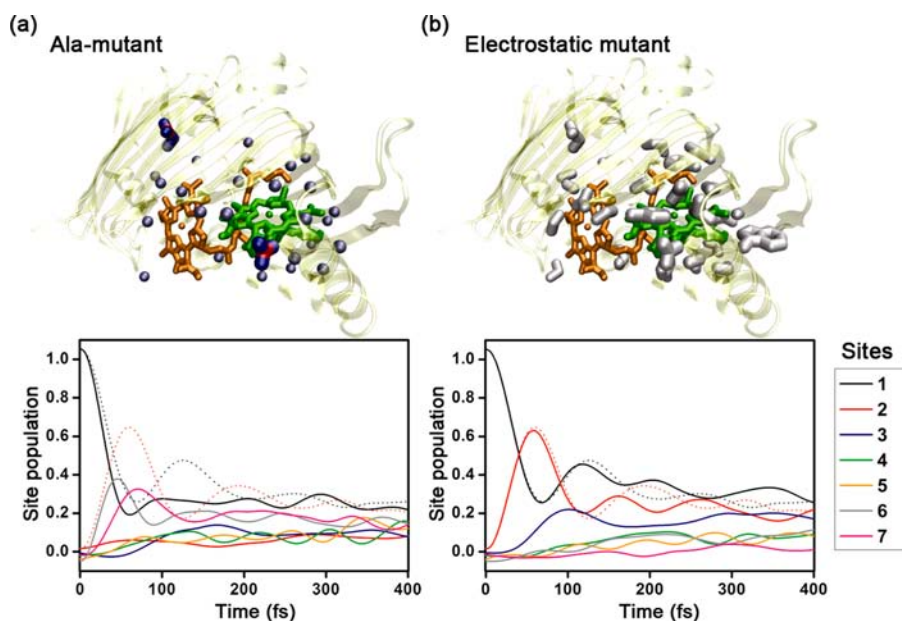 (a)
Ala-mutant
(b)
Electrostatic mutant
Site population
1.0
0.8
0.6
0.4
0.2
0.0
0 100 200 300 400
Time (fs)
Site population
1.0
0.8
0.6
0.4
0.2
0.0
0 100 200 300 400
Time (fs)
Sites
1
2
3
4
5
6
7